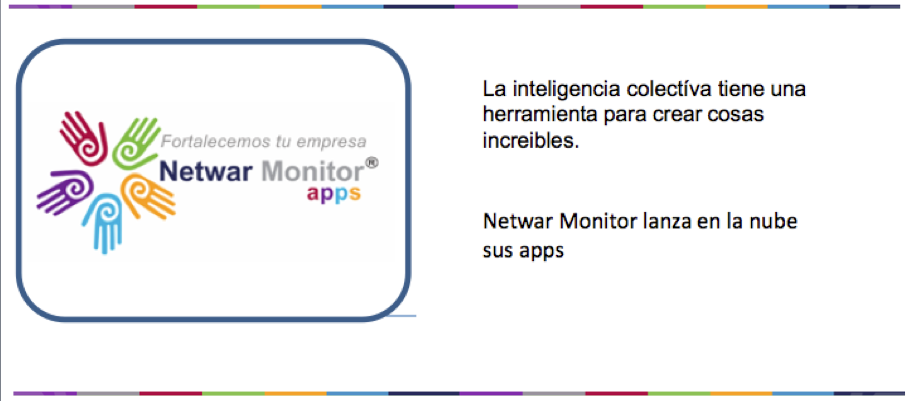 Fortalecemos tu empresa
Netwar Monitor®
apps
La inteligencia colectíva tiene una
herramienta para crear cosas
increibles.
Netwar Monitor lanza en la nube
sus apps